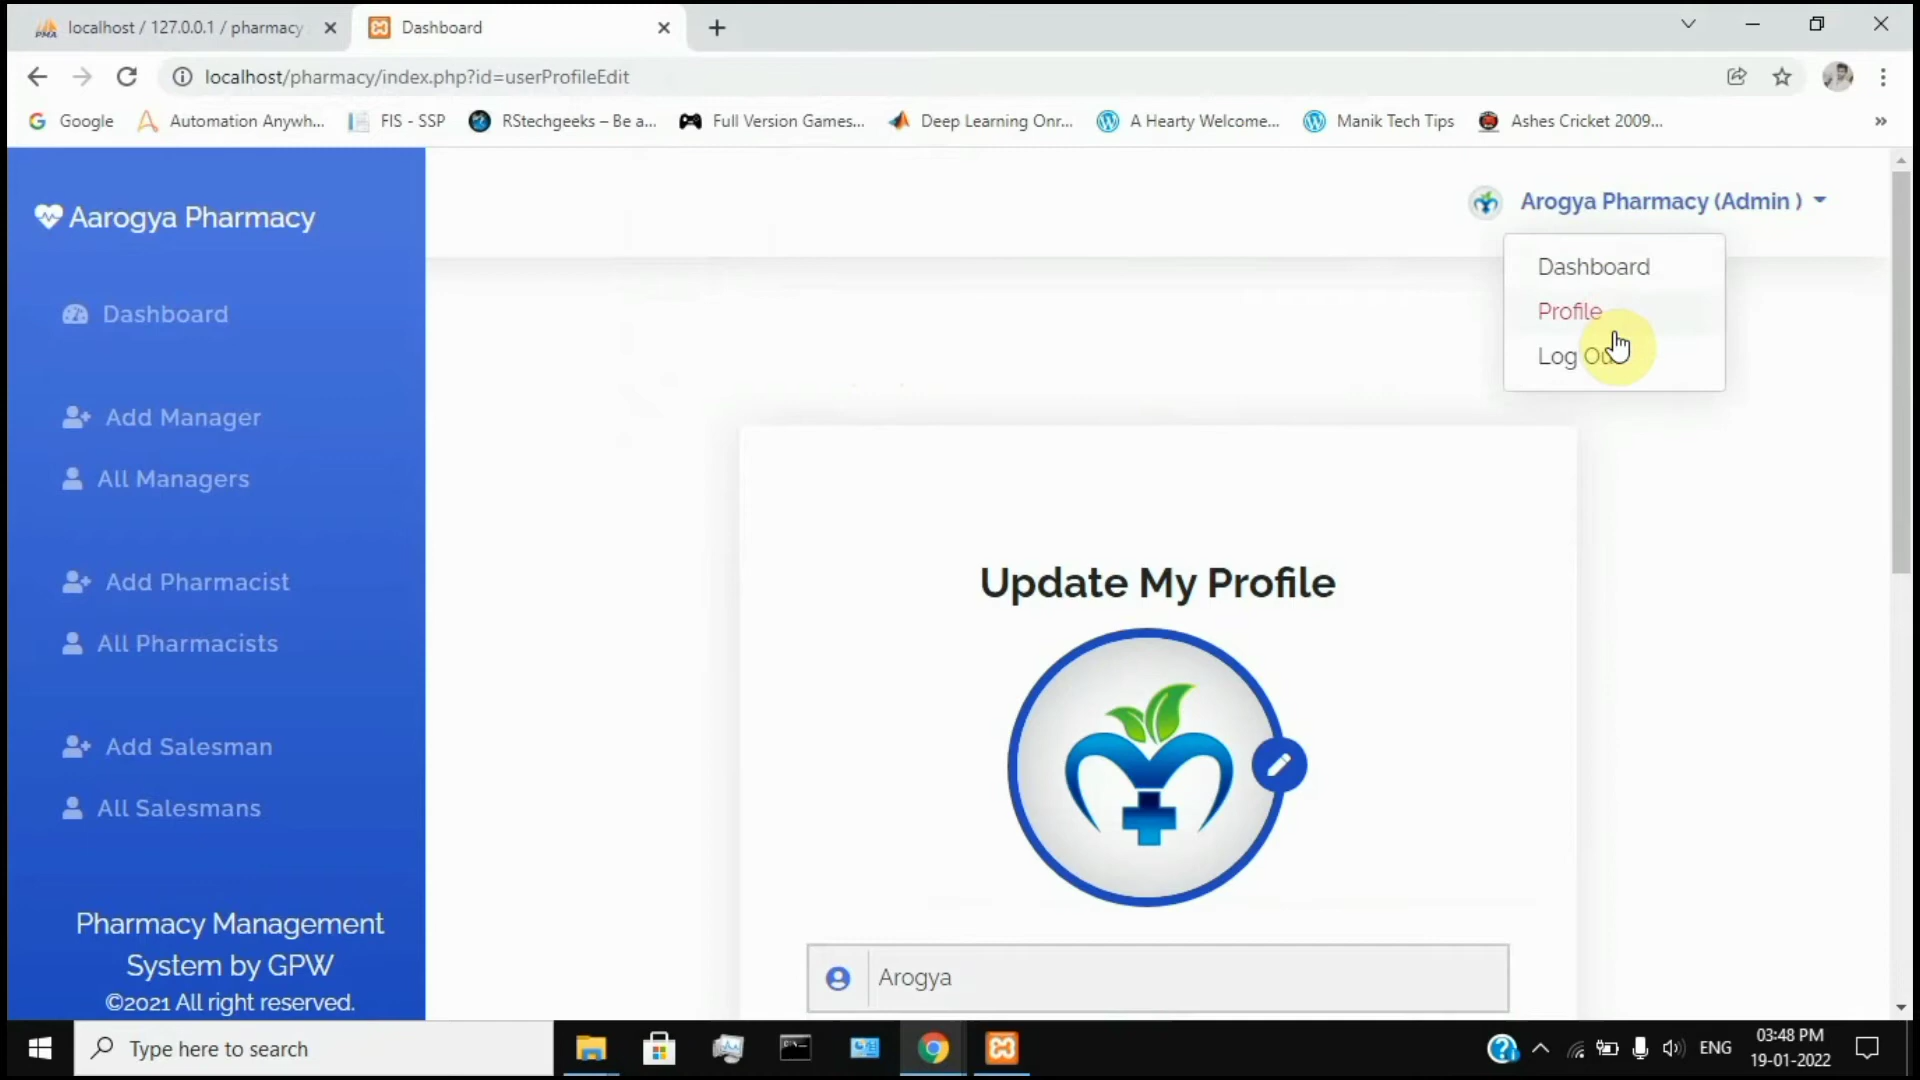 localhost / 127.0.0.1 / pharmacy
Dashboard
localhost/pharmacy/index.php?id=userProfileEdit
Google
Automation Anywh...
FIS - SSP
RStechgeeks – Be a...
Full Version Games...
Deep Learning Onr...
A Hearty Welcome...
Manik Tech Tips
Ashes Cricket 2009...
»
Aarogya Pharmacy
Arogya Pharmacy (Admin )
Dashboard
Profile
Log Out
Dashboard
Add Manager
All Managers
Add Pharmacist
All Pharmacists
Add Salesman
All Salesmans
Pharmacy Management
System by GPW
©2021 All right reserved.
Update My Profile
Arogya
Type here to search
ENG
03:48 PM
19-01-2022